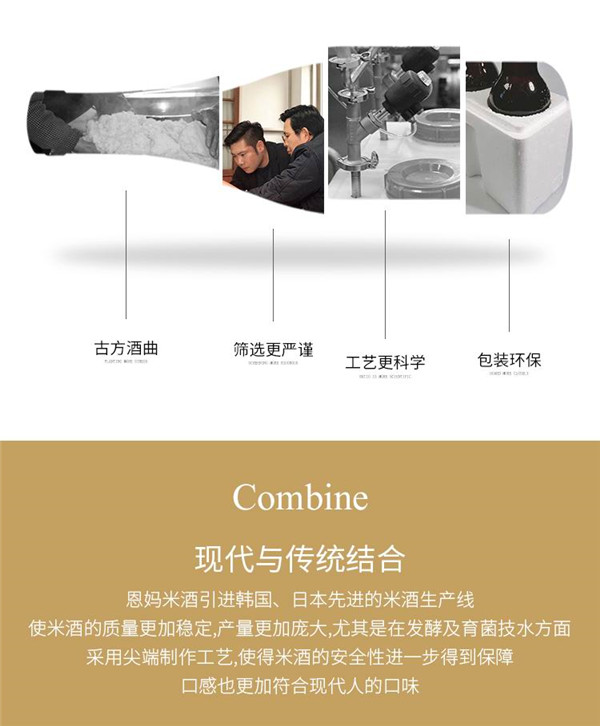 古方酒曲
筛选更严谨
工艺更科学
包装环保
Combine
现代与传统结合
恩妈米酒引进韩国、日本先进的米酒生产线
使米酒的质量更加稳定,产量更加庞大,尤其是在发酵及育菌技水方面
采用尖端制作工艺,使得米酒的安全性进一步得到保障
口感也更加符合现代人的口味